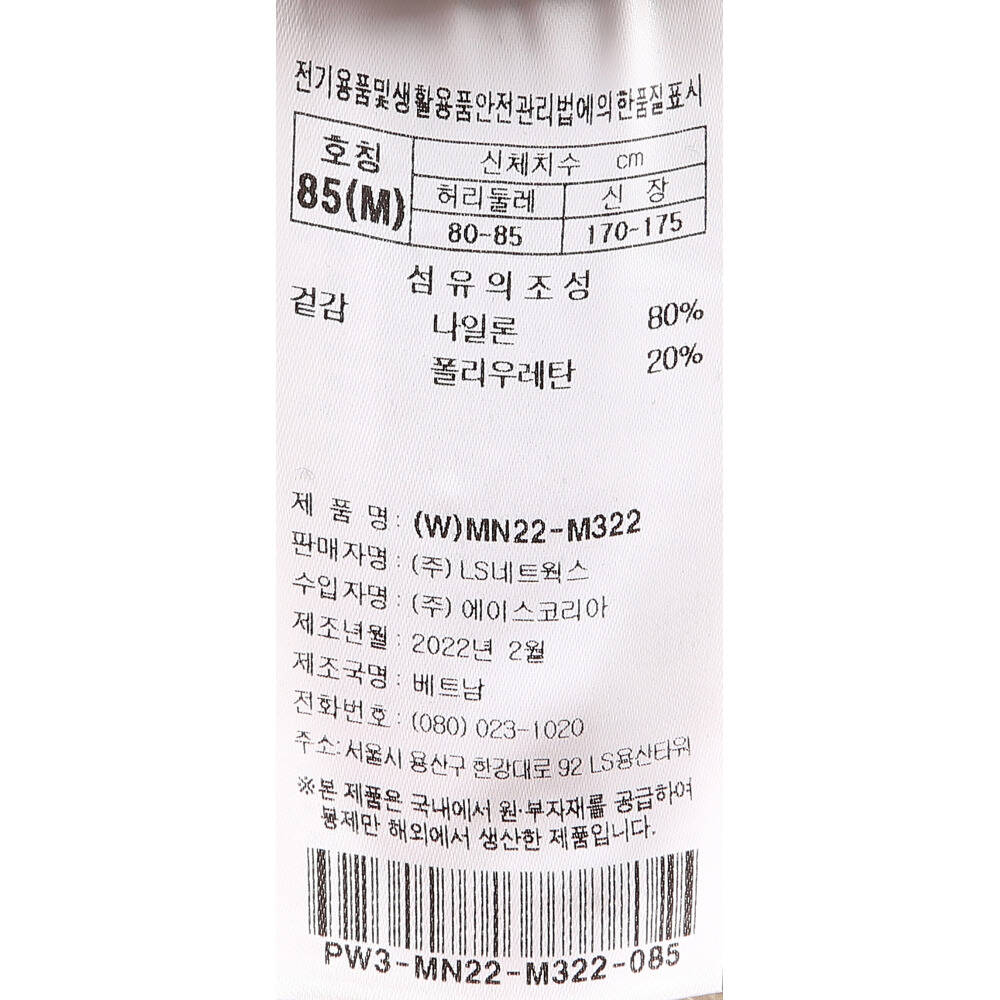 전기용품및생활용품안전관리법에의한품질표시
호칭 신체치수 cm
85(M) 허리둘레 신 장
80-85 170-175
섬 유 의 조 성
겉감 나일론 80%
폴리우레탄 20%
제 품 명 : (W)MN22-M322
판매자명 : (주) LS네트웍스
수입자명 : (주) 에이스코리아
제조년월 : 2022년 2월
제조국명 : 베트남
전화번호 : (080) 023-1020
주소: 서울시 용산구 한강대로 92 LS용산타워
※본 제품은 국내에서 원·부자재를 공급하여
봉제만 해외에서 생산한 제품입니다.
PW3-MN22-M322-085